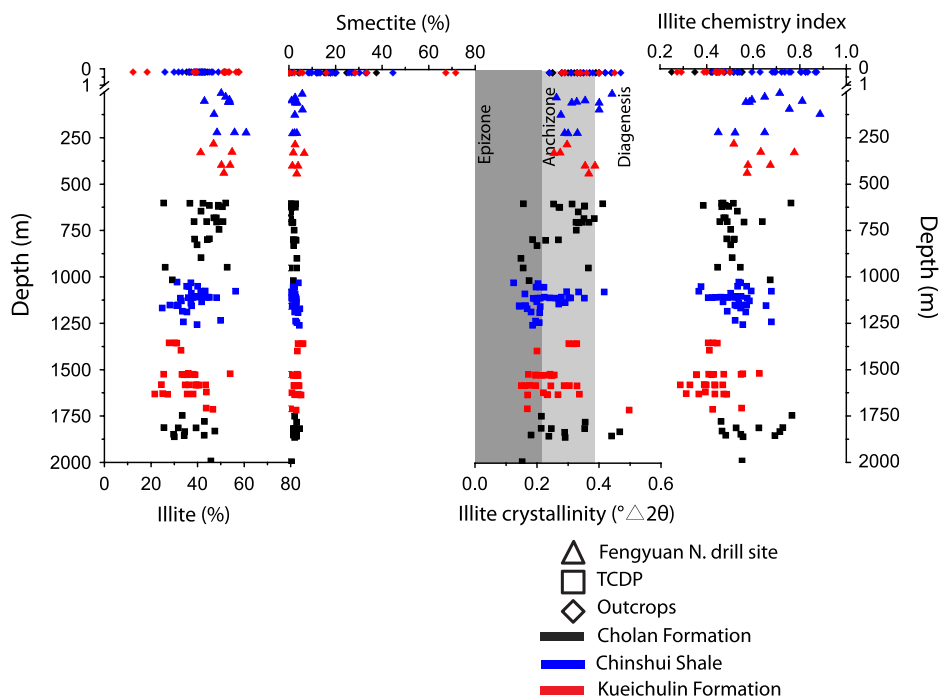 Smectite (%)
Illite chemistry index
0 20 40 60 80
0.2 0.4 0.6 0.8 1.0
0
1
250
500
750
1000
1250
1500
1750
2000
Depth (m)
Epizone
Anchizone
Diagenesis
0
1
250
500
750
1000
1250
1500
1750
2000
Depth (m)
0 20 40 60 80
0.0 0.2 0.4 0.6
Illite (%)
Illite crystallinity (°△2θ)
Fengyuan N. drill site
TCDP
Outcrops
Cholan Formation
Chinshui Shale
Kueichulin Formation